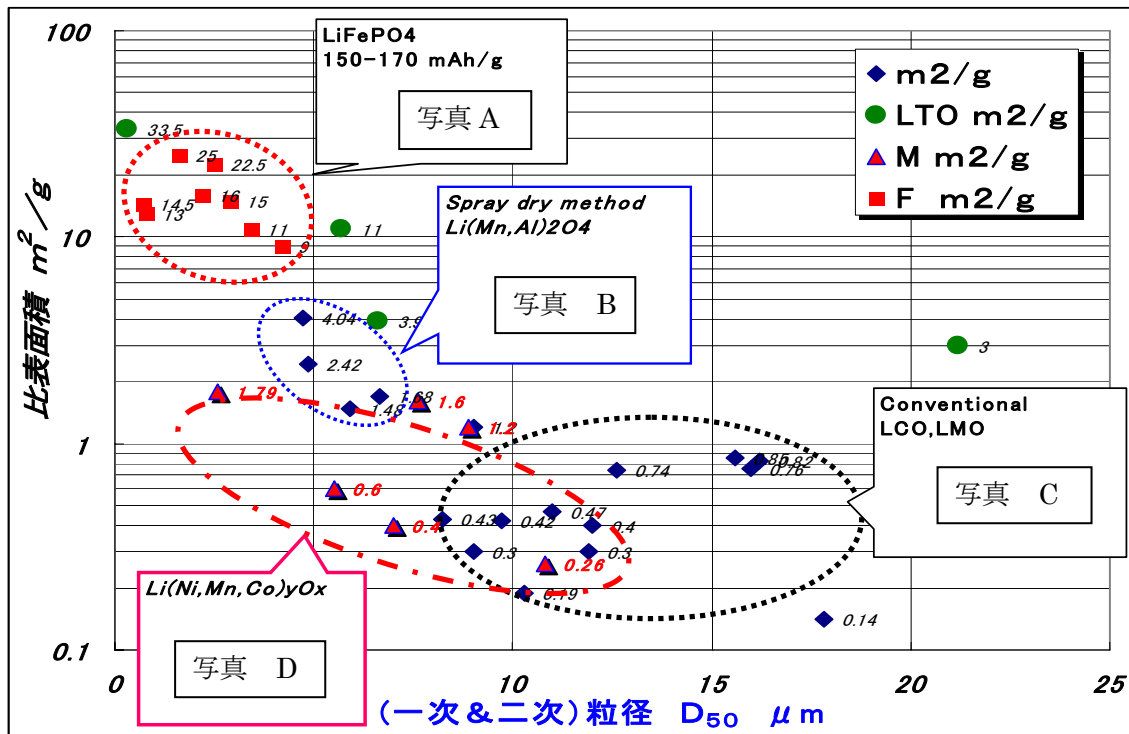 LiFePO4
150-170 mAh/g
写真 A
Spray dry method
Li(Mn,Al)2O4
写真 B
Conventional
LCO,LMO
写真 C
Li(Ni,Mn,Co)yOx
写真 D
m2/g
LTO m2/g
M m2/g
F m2/g
比表面積 m²/g
100
10
1
0.1
33.5
25
22.5
14.5
16
15
13
11
9
11
4.04
3.9
2.42
3
1.79
1.68
1.6
1.48
1.2
0.85
0.82
0.76
0.74
0.6
0.43
0.42
0.47
0.4
0.4
0.3
0.3
0.26
0.19
0.14
0
10
15
20
25
(一次&二次)粒径 D₅₀ μm